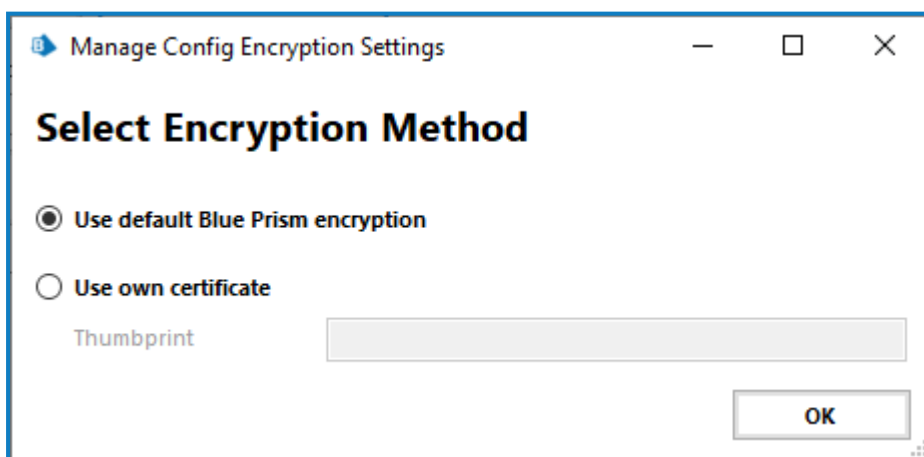 Manage Config Encryption Settings
Select Encryption Method
Use default Blue Prism encryption
Use own certificate
Thumbprint
OK